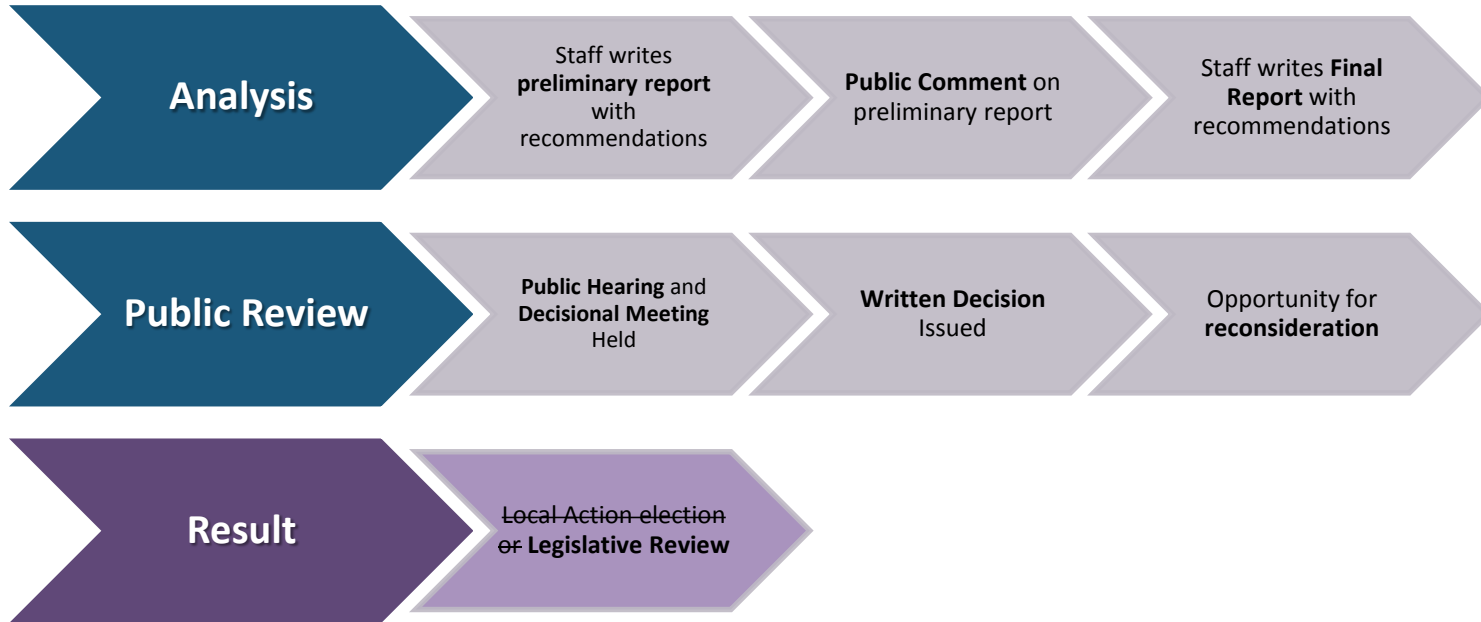 Analysis
Staff writes
preliminary report
with
recommendations
Public Comment on
preliminary report
Staff writes Final
Report with
recommendations
Public Review
Public Hearing and
Decisional Meeting
Held
Written Decision
Issued
Opportunity for
reconsideration
Result
Local Action election
or Legislative Review